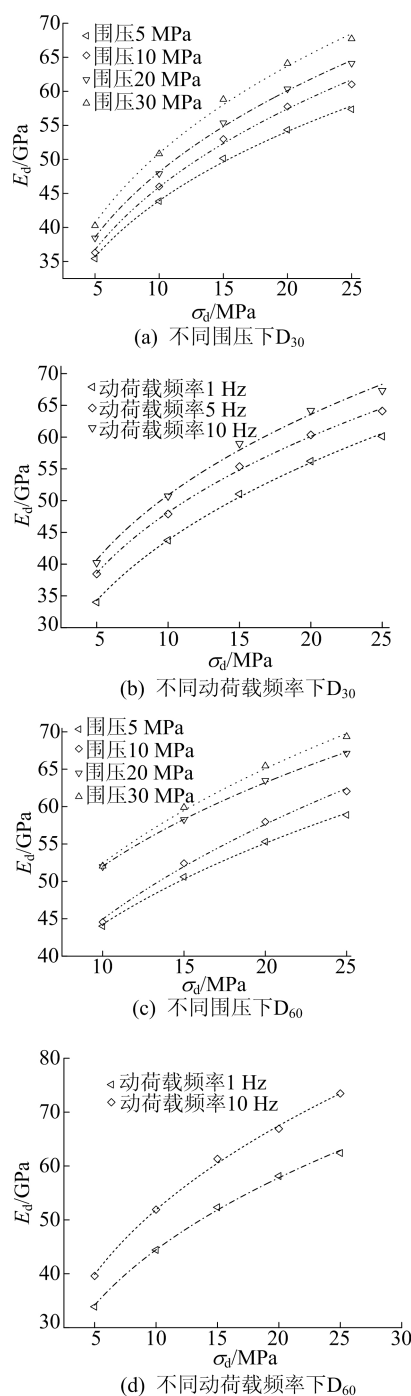 70
65
60
55
50
45
40
35
E_d/GPa
围压5 MPa
围压10 MPa
围压20 MPa
围压30 MPa
5 10 15 20 25
σ_d/MPa
(a) 不同围压下D₃₀
70
65
60
55
50
45
40
35
30
E_d/GPa
动荷载频率1 Hz
动荷载频率5 Hz
动荷载频率10 Hz
5 10 15 20 25
σ_d/MPa
(b) 不同动荷载频率下D₃₀
70
65
60
55
50
45
40
E_d/GPa
围压5 MPa
围压10 MPa
围压20 MPa
围压30 MPa
10 15 20 25
σ_d/MPa
(c) 不同围压下D₆₀
80
70
60
50
40
30
E_d/GPa
动荷载频率1 Hz
动荷载频率10 Hz
5 10 15 20 25 30
σ_d/MPa
(d) 不同动荷载频率下D₆₀